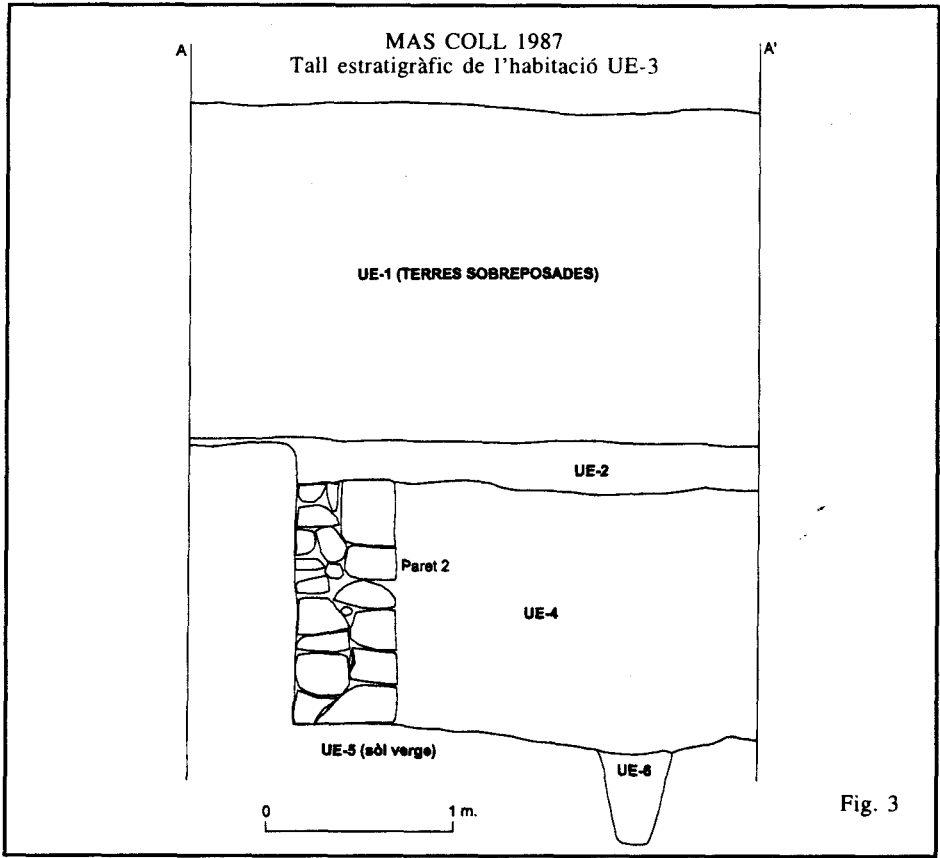 MAS COLL 1987
Tall estratigràfic de l'habitació UE-3
A
A'
UE-1 (TERRES SOBREPOSADES)
UE-2
Paret 2
UE-4
UE-5 (sòl verge)
UE-6
0
1 m.
Fig. 3